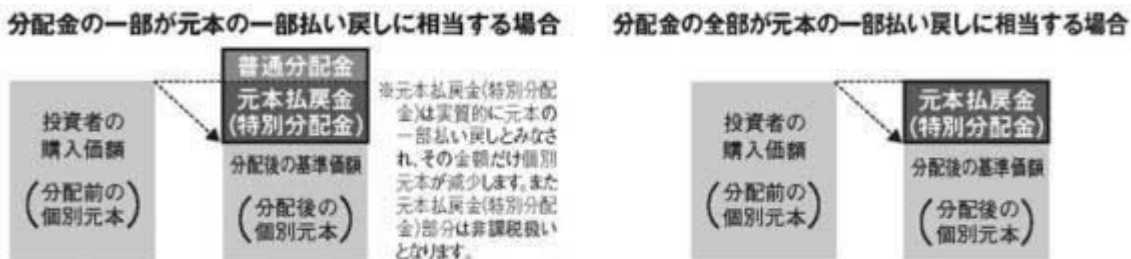 分配金の一部が元本の一部払い戻しに相当する場合
投資者の
購入価額
(分配前の
個別元本)
普通分配金
元本払戻金
(特別分配金)
分配後の基準価額
(分配後の
個別元本)
※元本払戻金(特別分配
金)は実質的に元本の
一部払い戻しとみなさ
れ、その金額だけ個別
元本が減少します。また
元本払戻金(特別分配
金)部分は非課税扱い
となります。
分配金の全部が元本の一部払い戻しに相当する場合
投資者の
購入価額
(分配前の
個別元本)
元本払戻金
(特別分配金)
分配後の基準価額
(分配後の
個別元本)